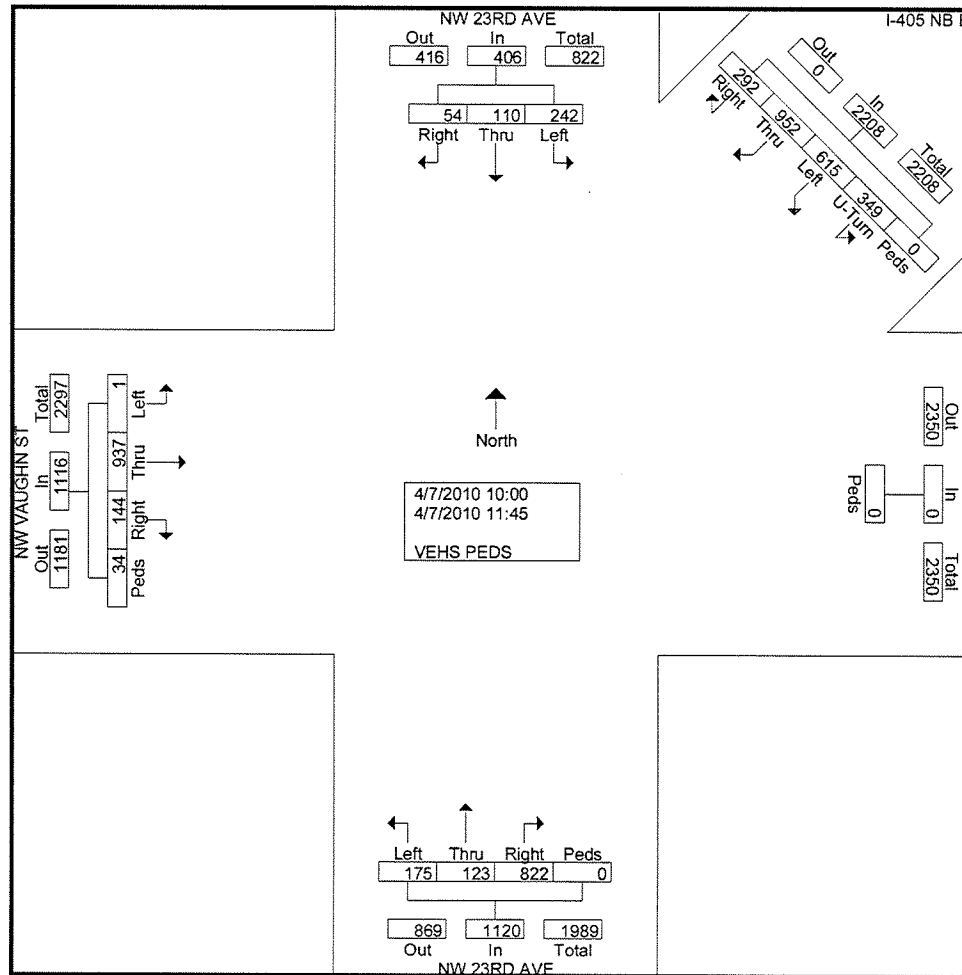 NW 23RD AVE
Out In Total
416 406 822
54 110 242
Right Thru Left
I-405 NB
Out
0
In
2208
Total
2208
292 952 615 349 0
Right Thru Left U-Turn Peds
NW VAUGHN ST
Total In Out
2297 1116 1181
1 937 144 34
Left Thru Right Peds
North
4/7/2010 10:00
4/7/2010 11:45
VEHS PEDS
Out
2350
In
0
Peds
0
Total
2350
Left Thru Right Peds
175 123 822 0
869 1120 1989
Out In Total
NW 23RD AVE